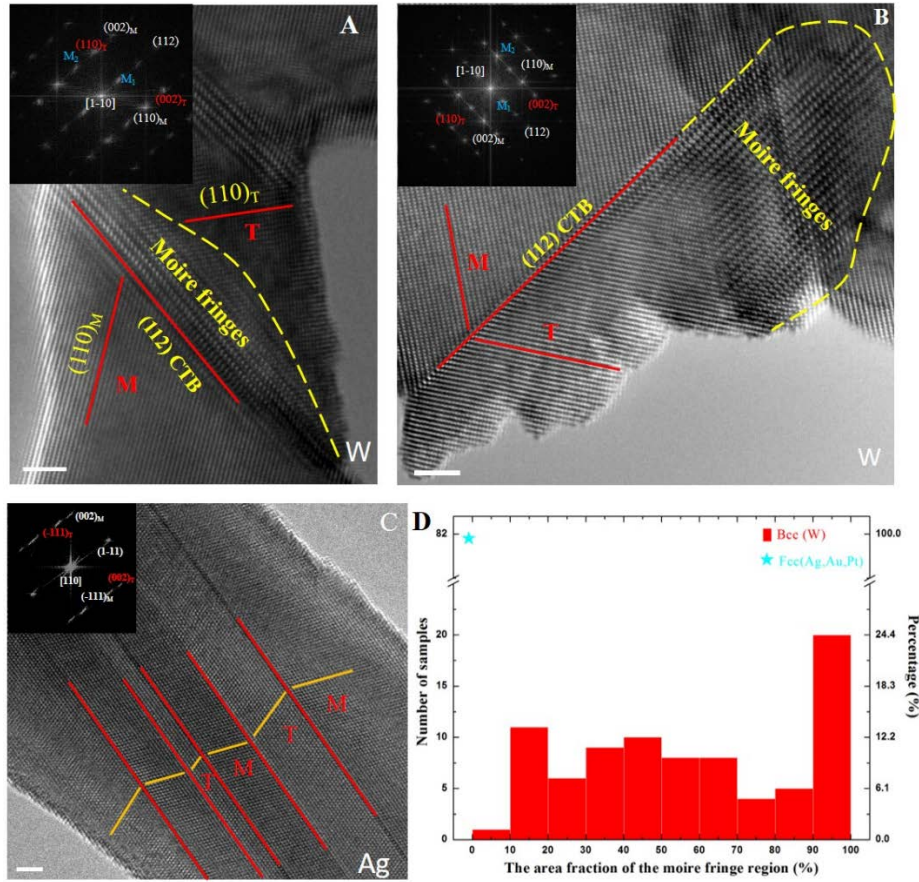 A
(002)M
(110)T
(112)
M2
M1
[1-10]
(002)T
(110)M
(110)T
T
Moire fringes
(110)M
(112) CTB
M
W
B
M2
(110)M
[1-10]
M1
(002)T
(110)T
(002)M
(112)
Moire fringes
(112) CTB
M
T
W
C
(002)M
(-111)T
(1-11)
[110]
(002)T
(-111)M
M
T
M
T
Ag
D
82
100.0
Bcc (W)
Fcc(Ag,Au,Pt)
20
24.4
15
18.3
10
12.2
5
6.1
0
0.0
Number of samples
Percentage (%)
0 10 20 30 40 50 60 70 80 90 100
The area fraction of the moire fringe region (%)